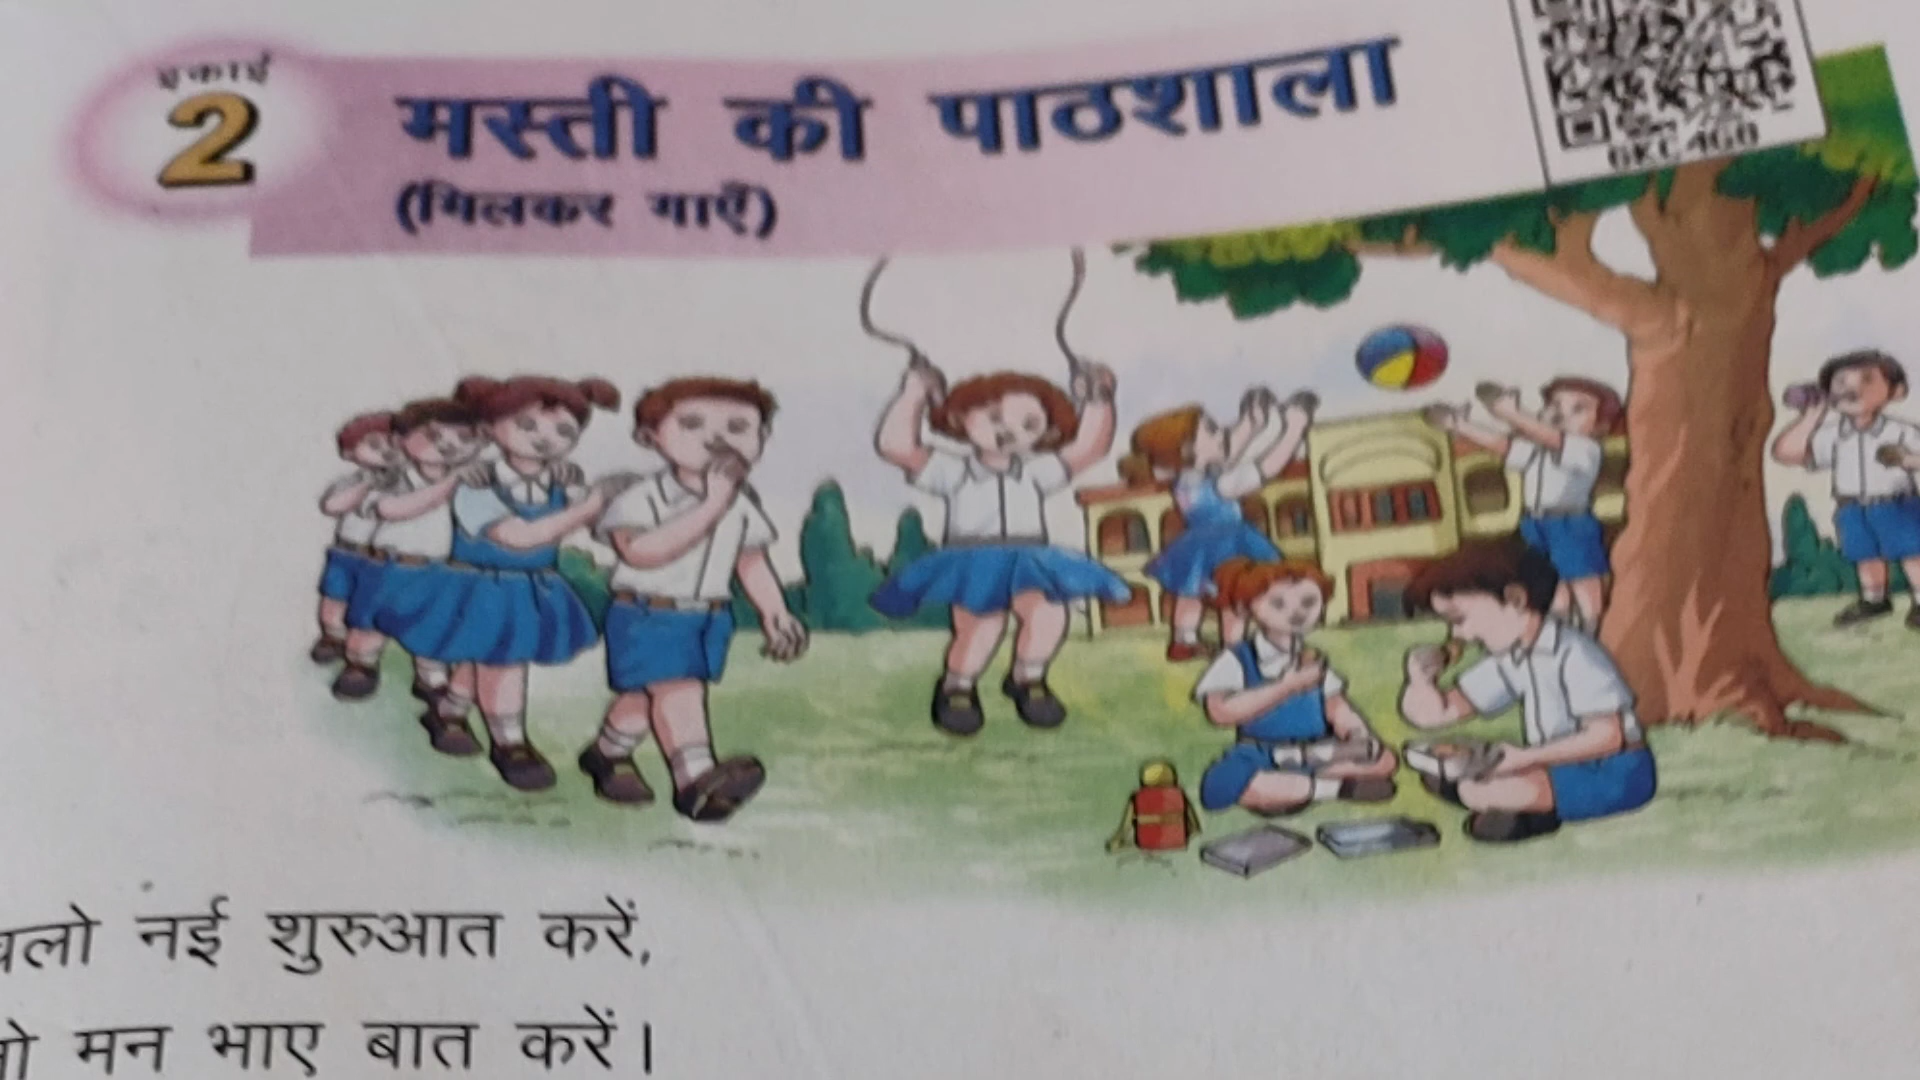 इकाई
2
मस्ती की पाठशाला
(मिलकर गाएँ)
नई शुरुआत करें,
मन भाए बात करें।